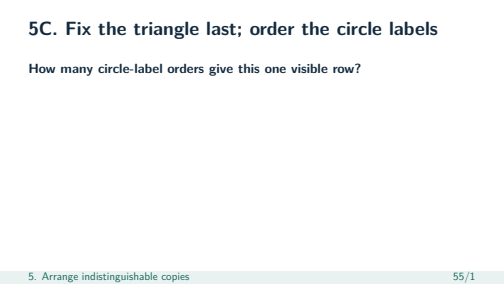 5C. Fix the triangle last; order the circle labels
How many circle-label orders give this one visible row?
5. Arrange indistinguishable copies
55/1